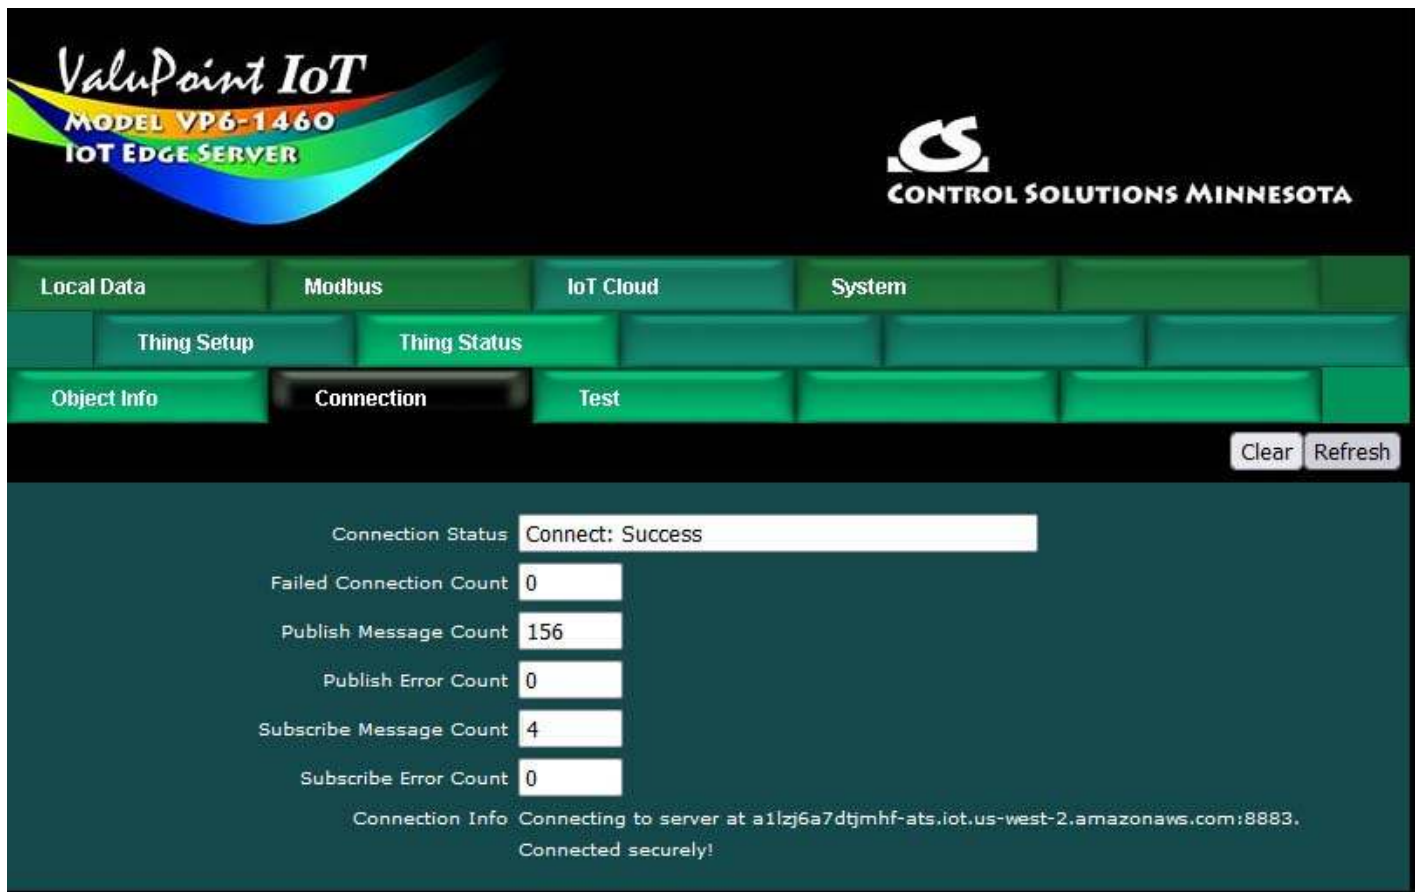 ValuPoint IoT
MODEL VP6-1460
IOT EDGE SERVER
CS
CONTROL SOLUTIONS MINNESOTA
Local Data Modbus IoT Cloud System
Thing Setup Thing Status
Object Info Connection Test
Clear Refresh
Connection Status Connect: Success
Failed Connection Count 0
Publish Message Count 156
Publish Error Count 0
Subscribe Message Count 4
Subscribe Error Count 0
Connection Info Connecting to server at a1lzj6a7dtjmhf-ats.iot.us-west-2.amazonaws.com:8883.
Connected securely!